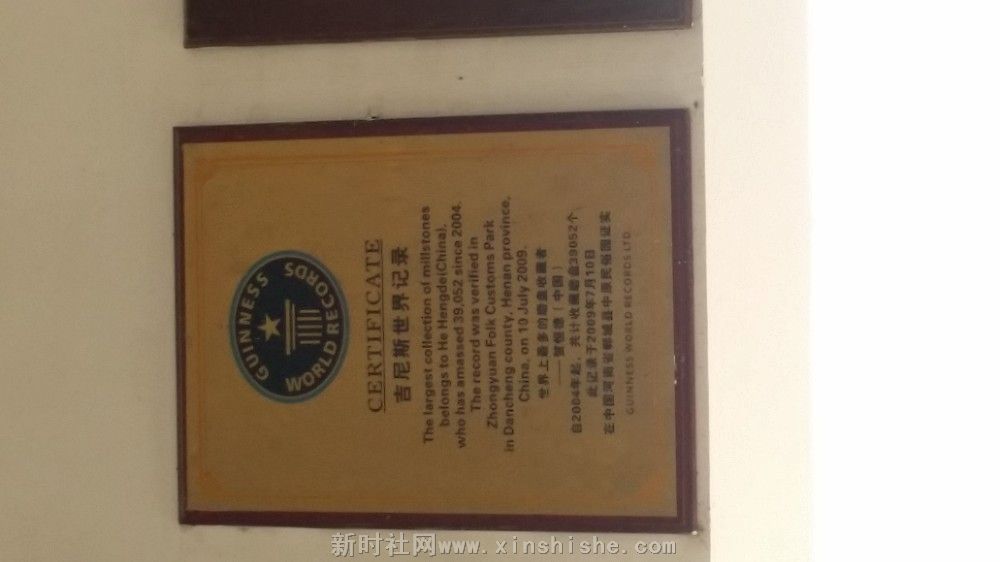 GUINNESS
WORLD RECORDS
CERTIFICATE
吉尼斯世界记录
The largest collection of millstones
belongs to He Hengde(China),
who has amassed 39,052 since 2004.
The record was verified in
Zhongyuan Folk Customs Park
in Dancheng county, Henan province,
China, on 10 July 2009.
世界上最多的磨盘收藏者
——贺恒德（中国）
自2004年起，共计收藏磨盘39052个
此记录于2009年7月10日
在中国河南省郸城县中原民俗园证实
GUINNESS WORLD RECORDS LTD
新时社网www.xinshishe.com